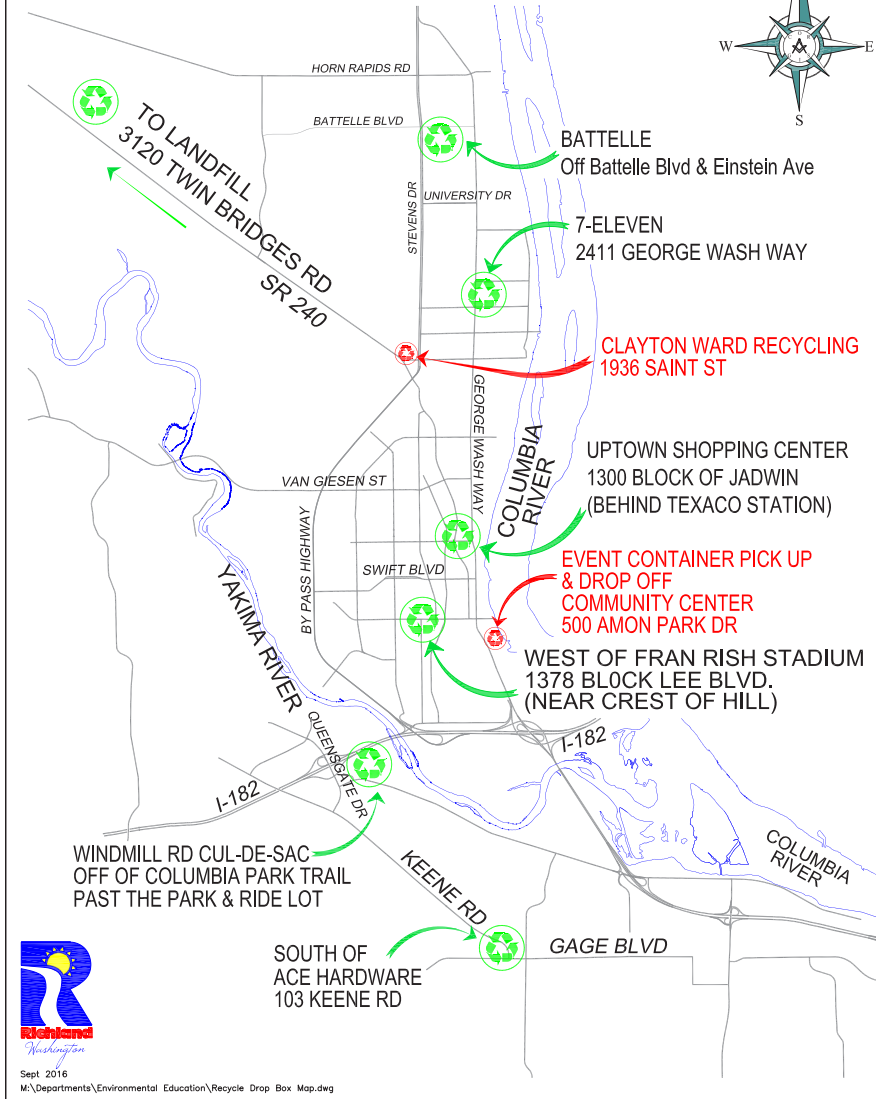 W
E
S
HORN RAPIDS RD
BATTELLE BLVD
TO LANDFILL
3120 TWIN BRIDGES RD
SR 240
BATTELLE
Off Battelle Blvd & Einstein Ave
STEVENS DR
UNIVERSITY DR
7-ELEVEN
2411 GEORGE WASH WAY
CLAYTON WARD RECYCLING
1936 SAINT ST
GEORGE WASH WAY
COLUMBIA
RIVER
UPTOWN SHOPPING CENTER
1300 BLOCK OF JADWIN
(BEHIND TEXACO STATION)
VAN GIESEN ST
BY PASS HIGHWAY
SWIFT BLVD
EVENT CONTAINER PICK UP
& DROP OFF
COMMUNITY CENTER
500 AMON PARK DR
YAKIMA RIVER
WEST OF FRAN RISH STADIUM
1378 BL0CK LEE BLVD.
(NEAR CREST OF HILL)
QUEENSGATE DR
I-182
I-182
WINDMILL RD CUL-DE-SAC
OFF OF COLUMBIA PARK TRAIL
PAST THE PARK & RIDE LOT
KEENE RD
COLUMBIA
RIVER
SOUTH OF
ACE HARDWARE
103 KEENE RD
GAGE BLVD
R
Richland
Washington
Sept 2016
M:\Departments\Environmental Education\Recycle Drop Box Map.dwg